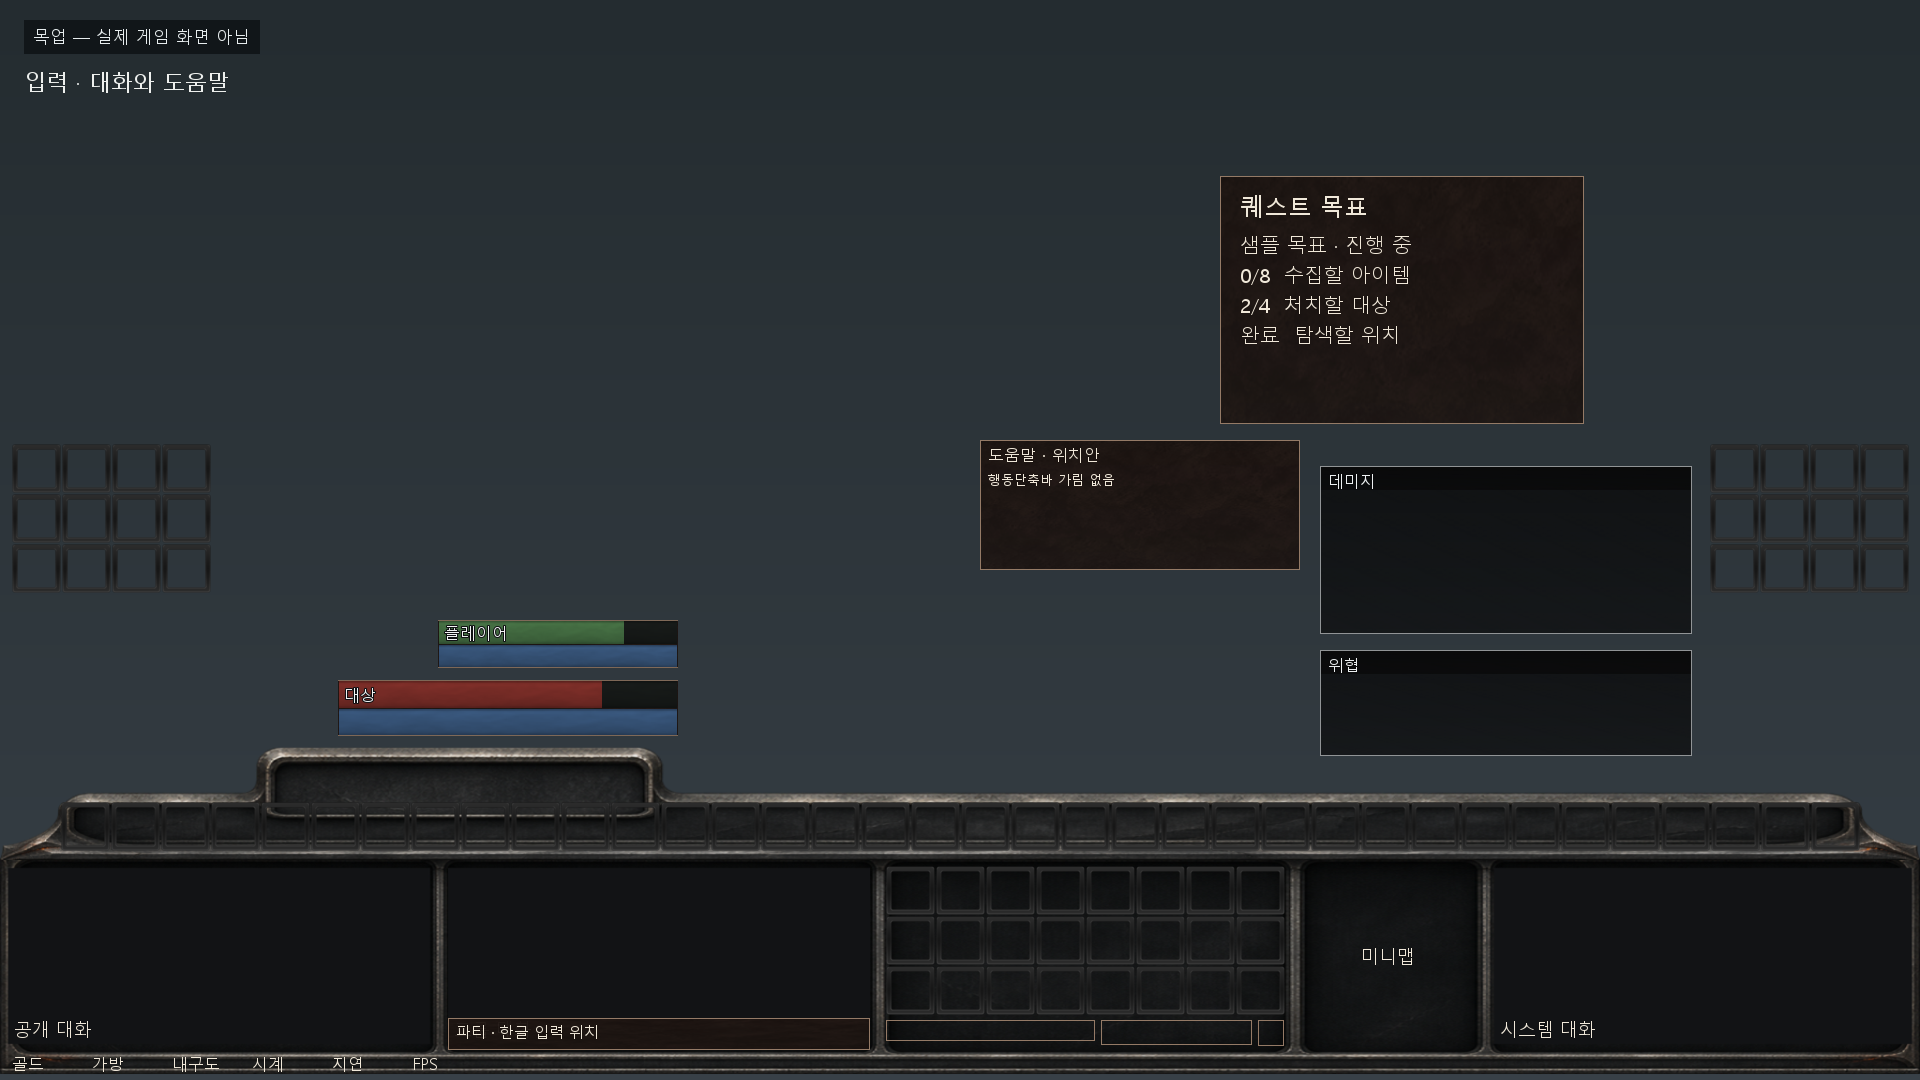 목업 — 실제 게임 화면 아님
입력 · 대화와 도움말
퀘스트 목표
샘플 목표 · 진행 중
0/8 수집할 아이템
2/4 처치할 대상
완료 탐색할 위치
도움말 · 위치안
행동단축바 가림 없음
데미지
플레이어
위협
대상
미니맵
공개 대화
파티 · 한글 입력 위치
시스템 대화
골드 가방 내구도 시계 지연 FPS